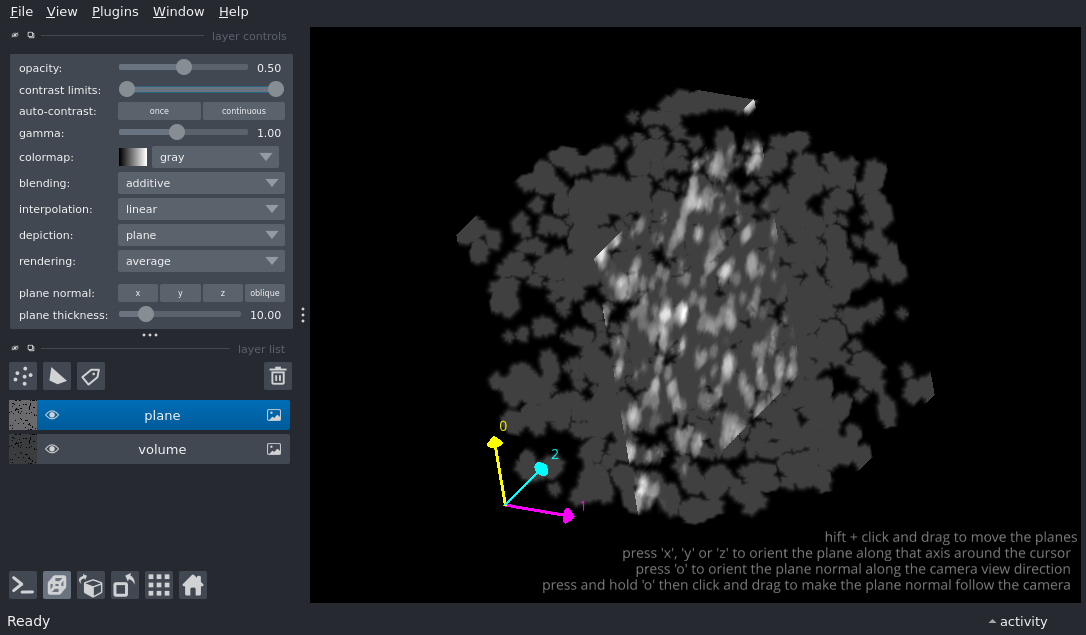 File View Plugins Window Help
layer controls
opacity: 0.50
contrast limits:
auto-contrast: once continuous
gamma: 1.00
colormap: gray
blending: additive
interpolation: linear
depiction: plane
rendering: average
plane normal: x y z oblique
plane thickness: 10.00
layer list
plane
volume
0
2
1
hift + click and drag to move the planes
press 'x', 'y' or 'z' to orient the plane along that axis around the cursor
press 'o' to orient the plane normal along the camera view direction
press and hold 'o' then click and drag to make the plane normal follow the camera
Ready
activity